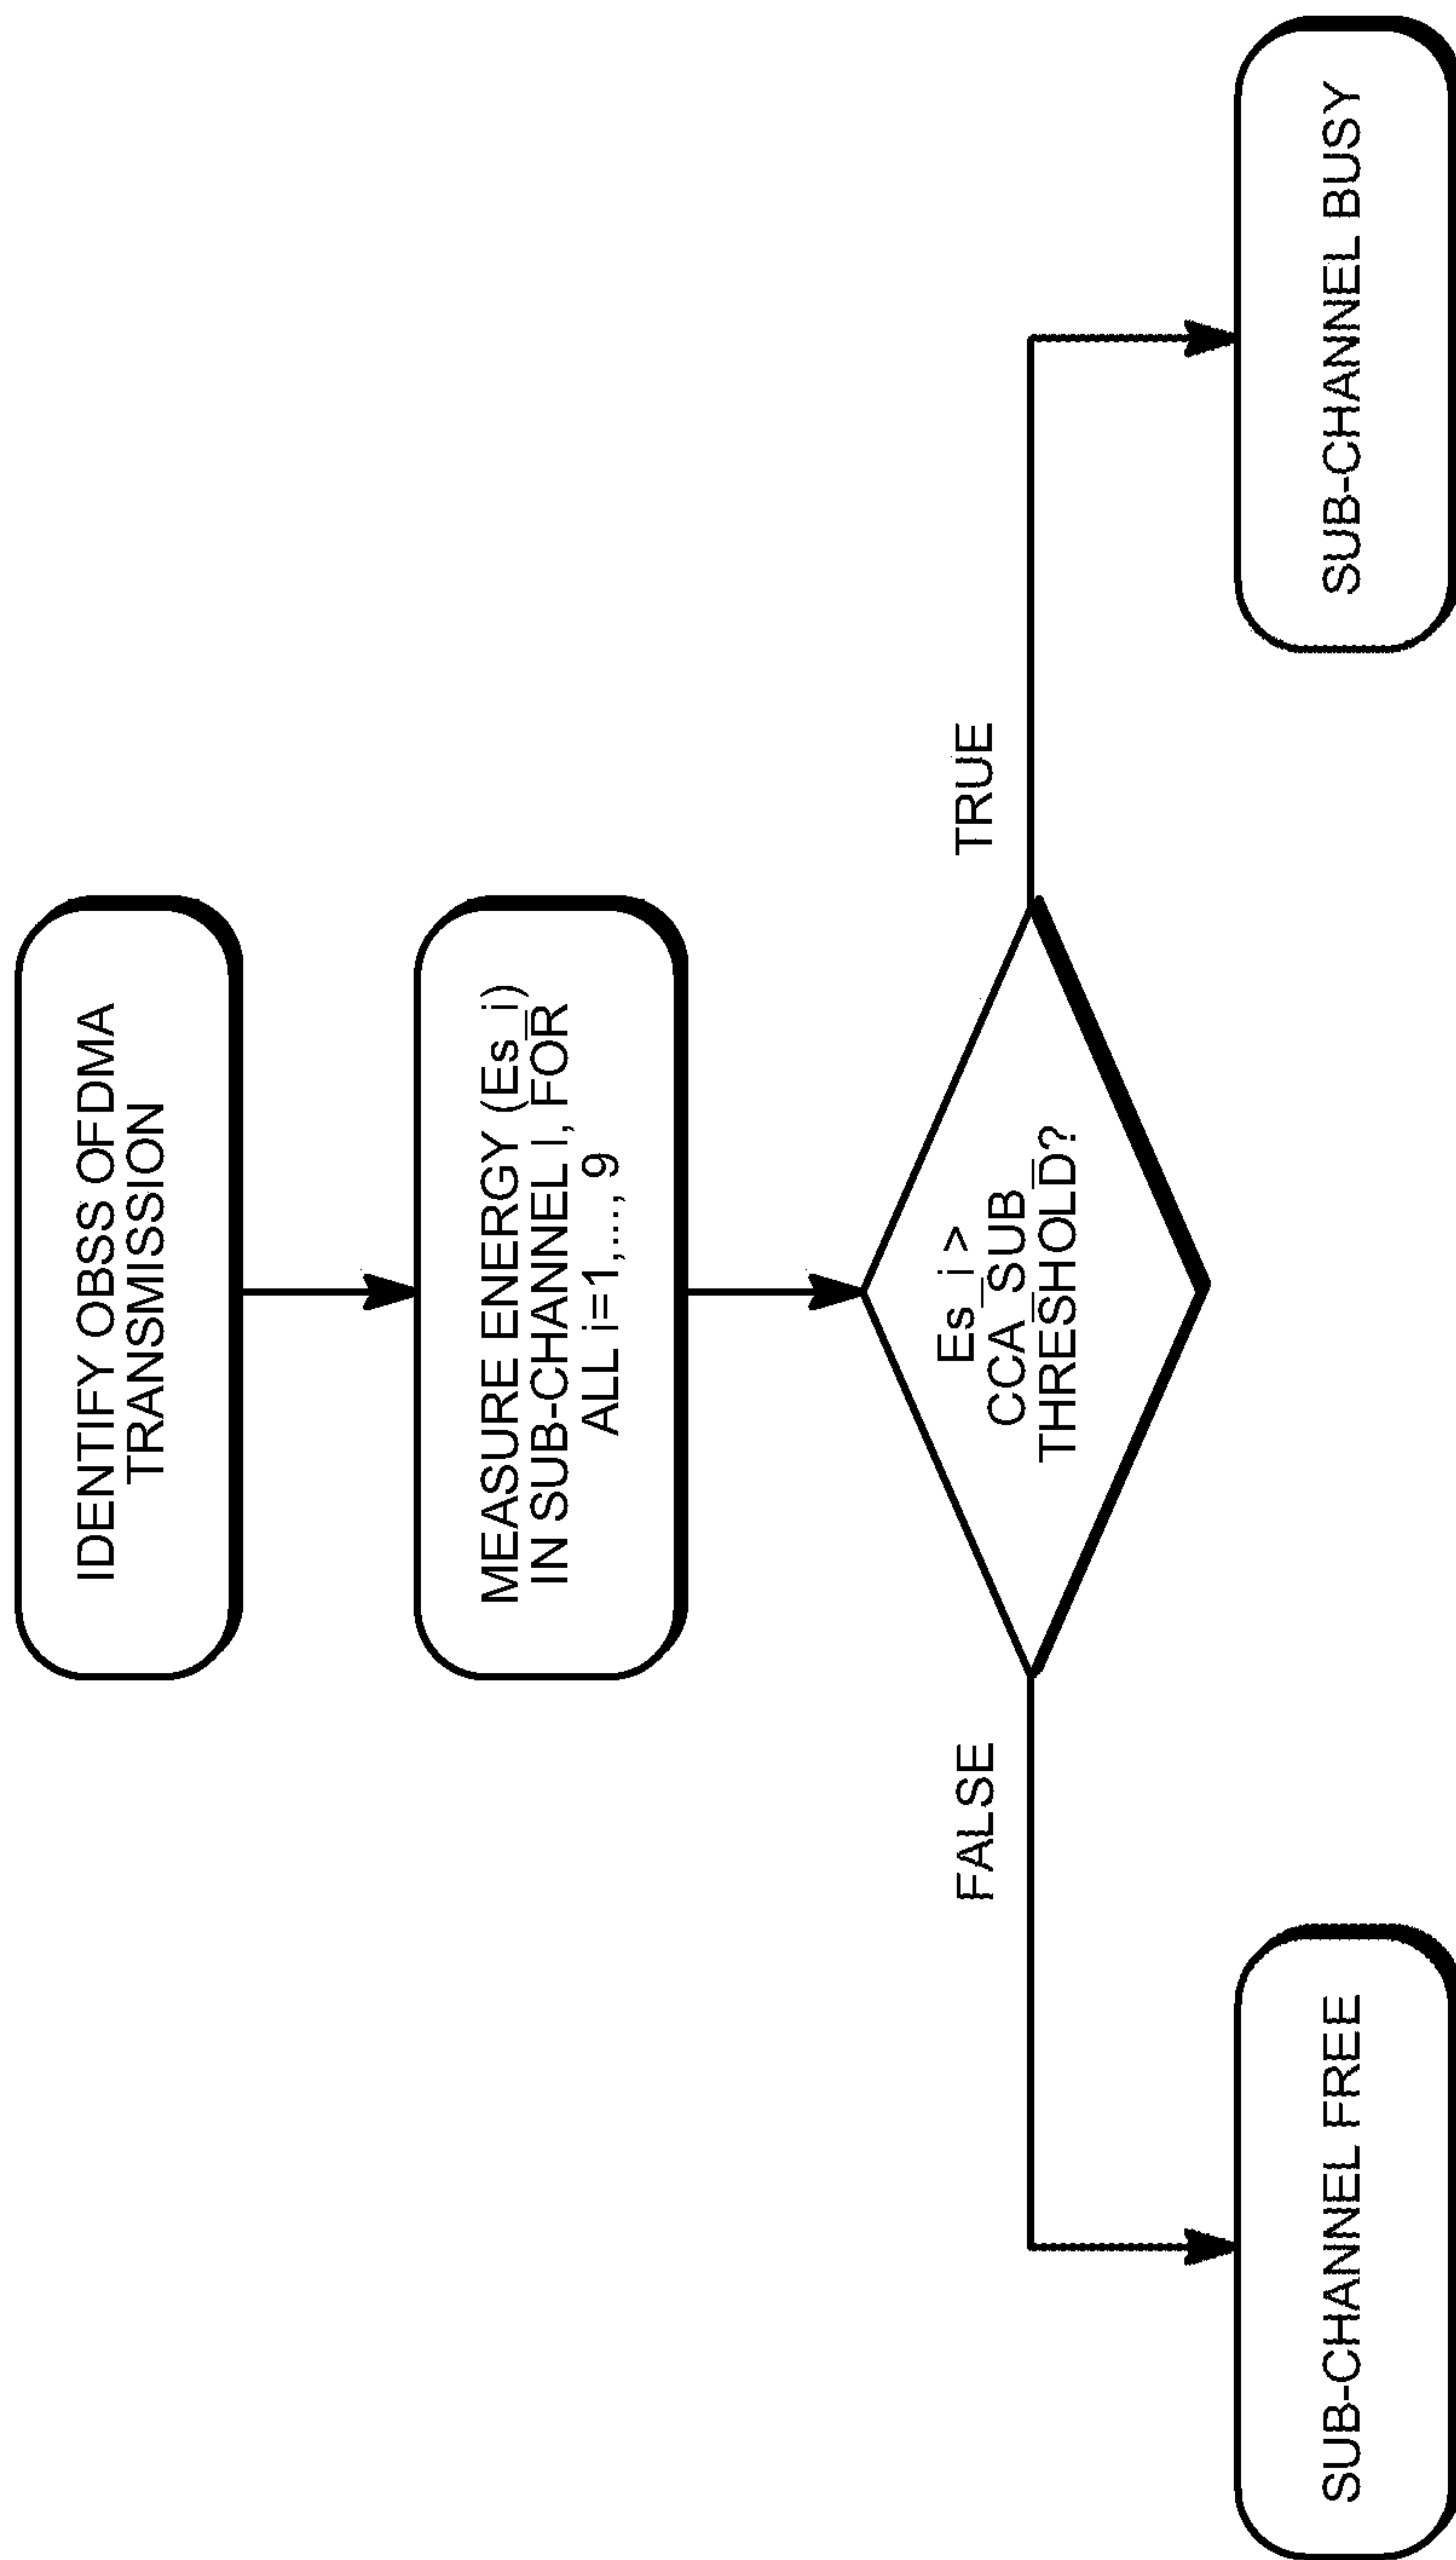 IDENTIFY OBSS OFDMA
TRANSMISSION
MEASURE ENERGY (Es_i)
IN SUB-CHANNEL I, FOR
ALL i=1,..., 9
Es_i >
CCA_SUB_
THRESHOLD?
FALSE
TRUE
SUB-CHANNEL FREE
SUB-CHANNEL BUSY